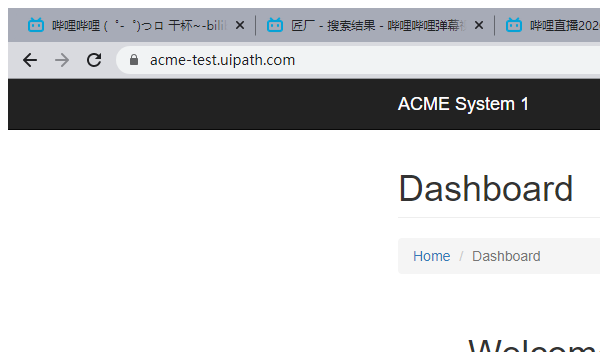 哔哩哔哩 (゜-゜)つロ 干杯~-bili
匠厂 - 搜索结果 - 哔哩哔哩弹幕
哔哩直播202
acme-test.uipath.com
ACME System 1
Dashboard
Home / Dashboard
Welcom